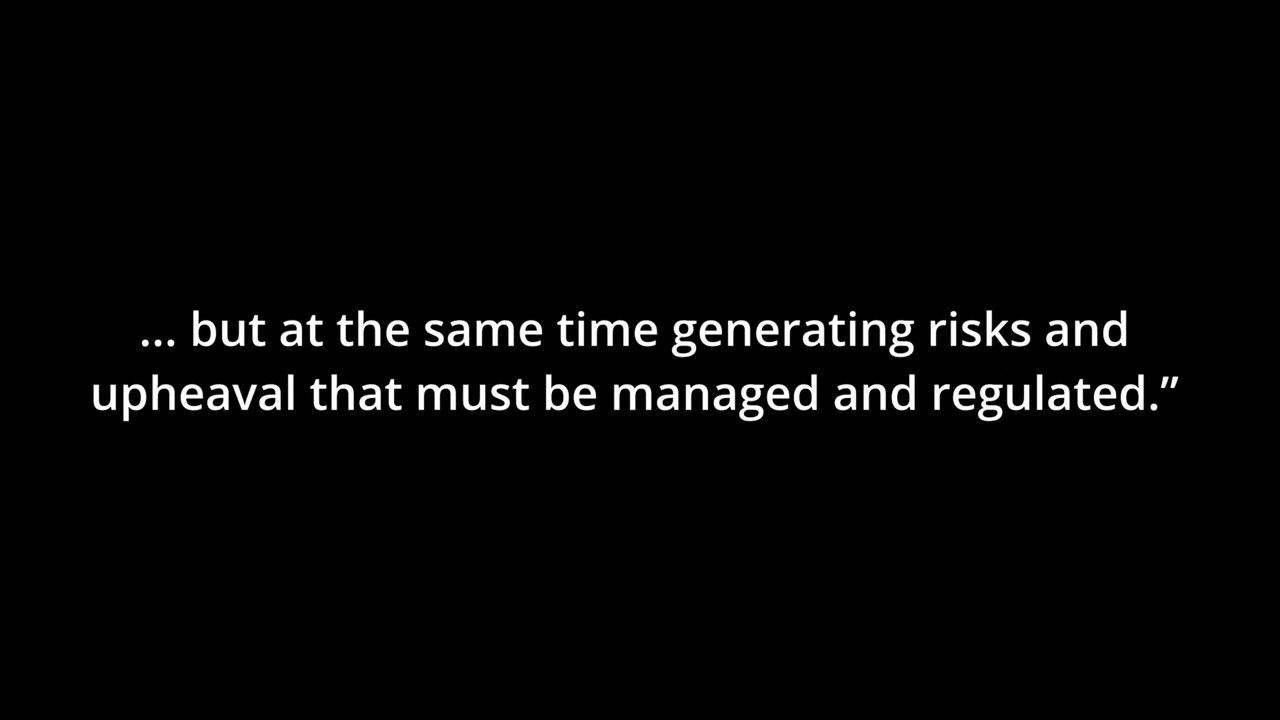 ... but at the same time generating risks and
upheaval that must be managed and regulated.”